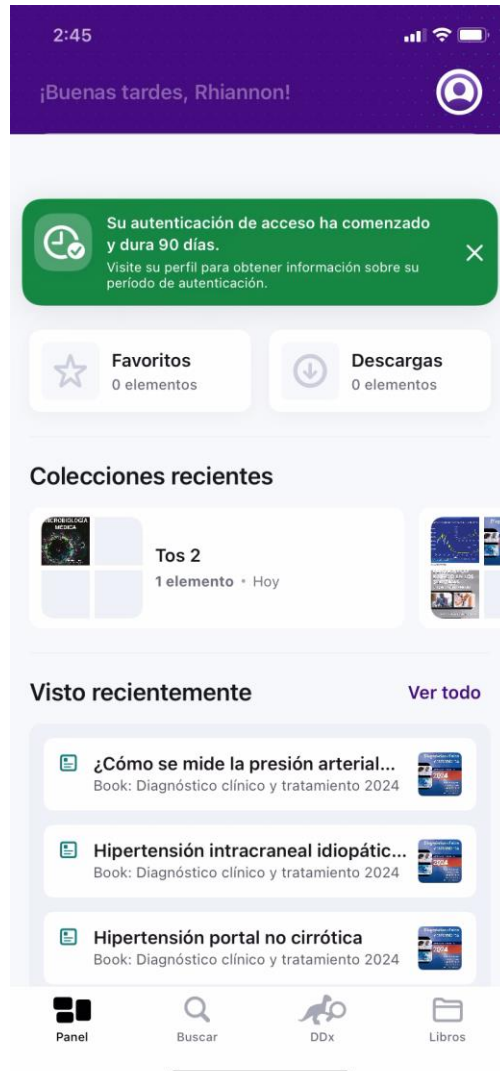 2:45
¡Buenas tardes, Rhiannon!
Su autenticación de acceso ha comenzado
y dura 90 días.
Visite su perfil para obtener información sobre su
período de autenticación.
Favoritos
0 elementos
Descargas
0 elementos
Colecciones recientes
MICROBIOLOGÍA
MÉDICA
Tos 2
1 elemento • Hoy
Visto recientemente
Ver todo
¿Cómo se mide la presión arterial...
Book: Diagnóstico clínico y tratamiento 2024
Hipertensión intracraneal idiopátic...
Book: Diagnóstico clínico y tratamiento 2024
Hipertensión portal no cirrótica
Book: Diagnóstico clínico y tratamiento 2024
Panel
Buscar
DDx
Libros